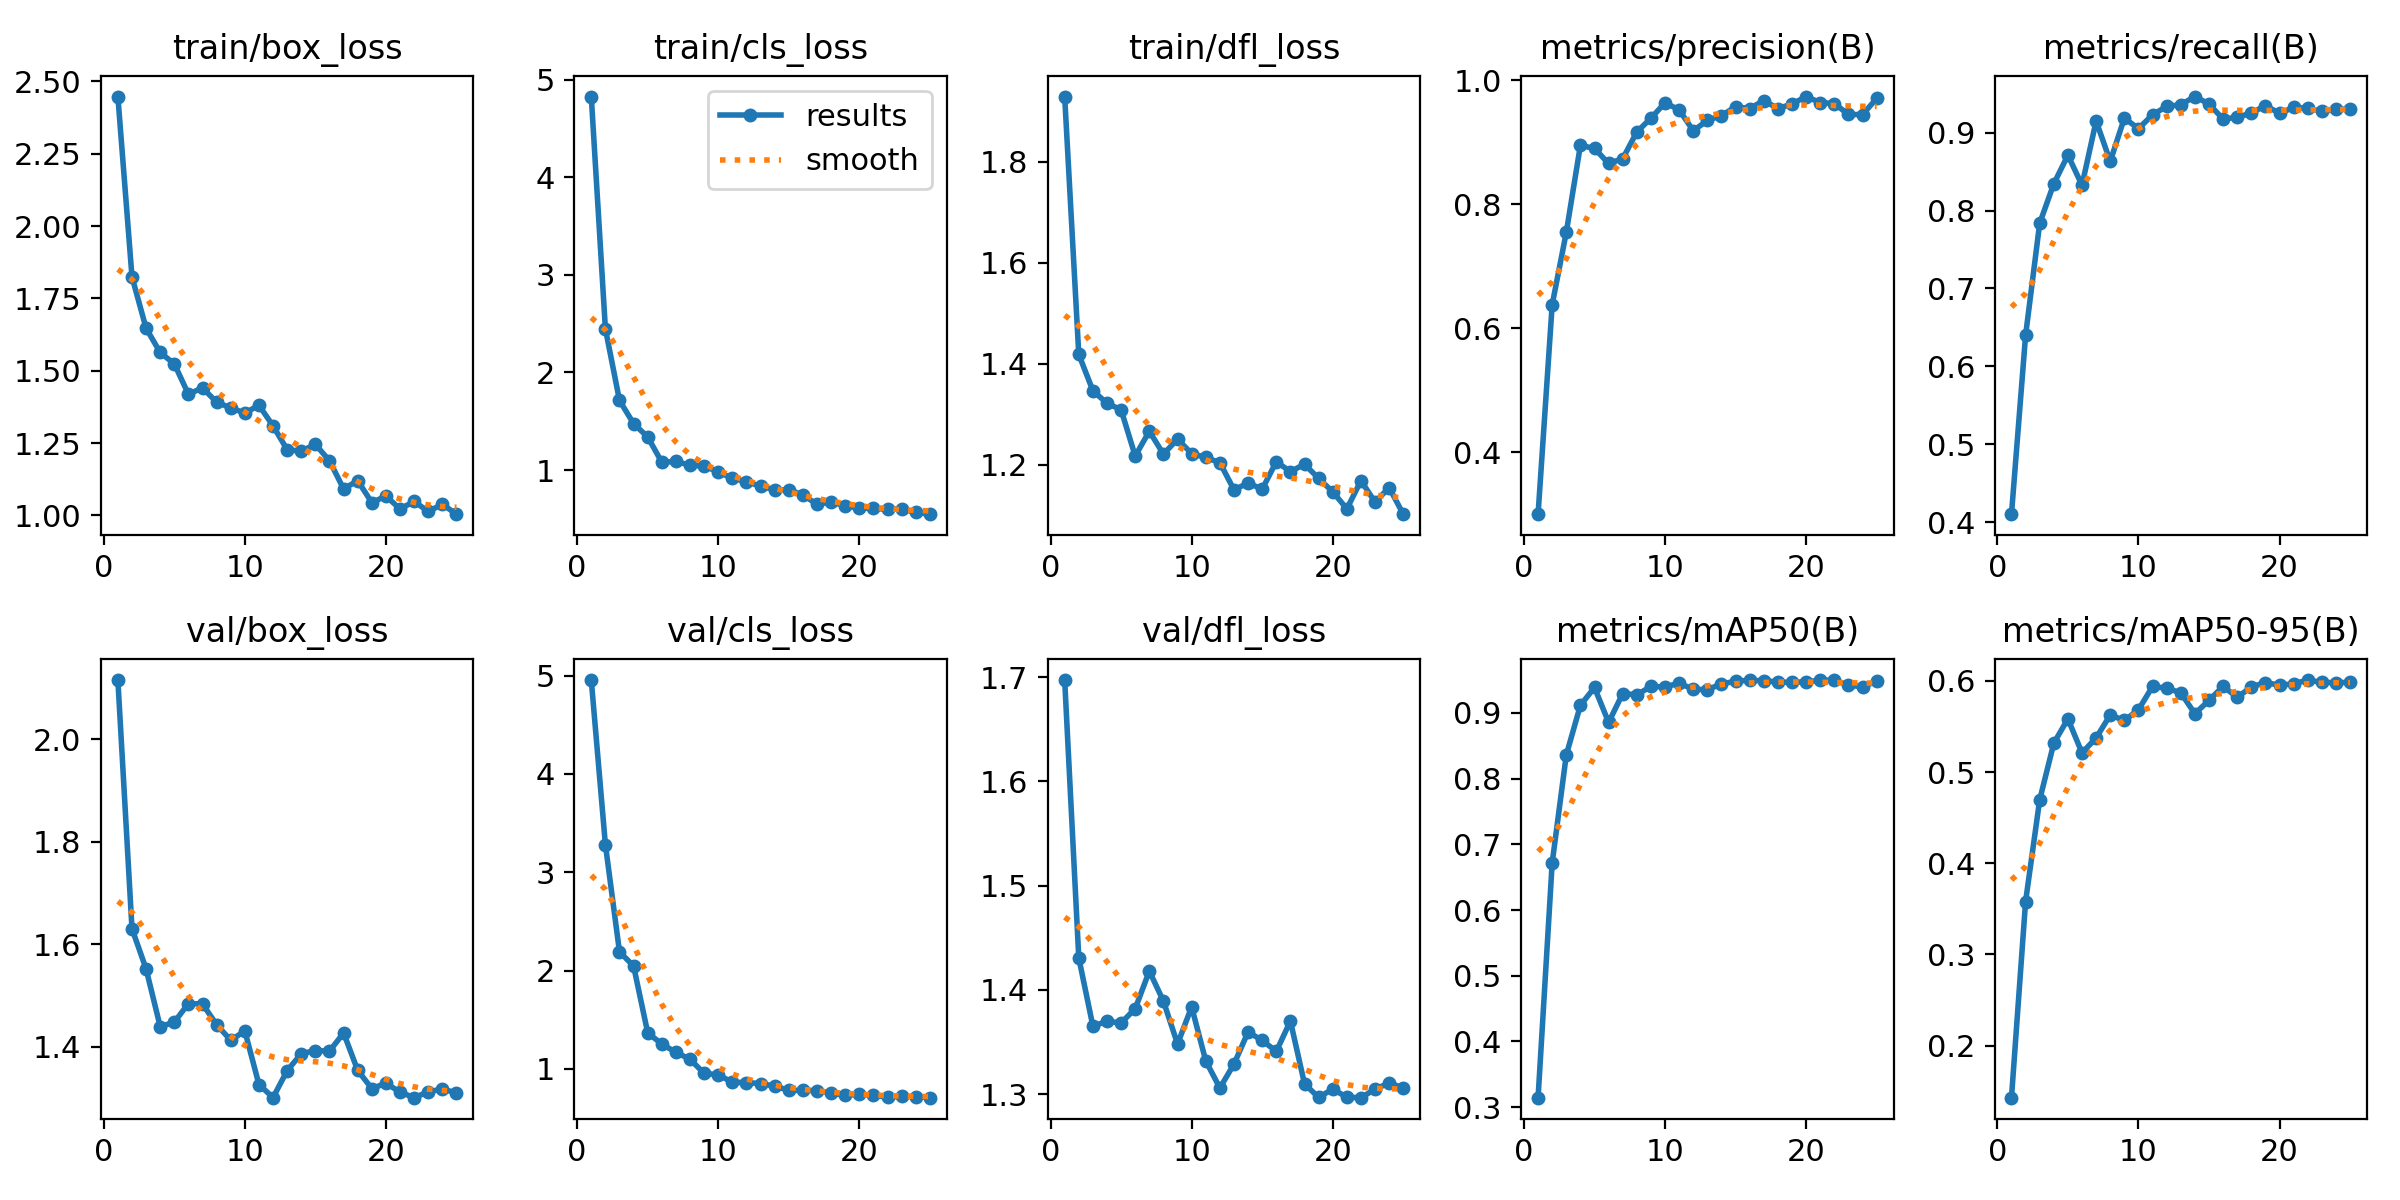 train/box_loss
2.50
2.25
2.00
1.75
1.50
1.25
1.00
0 10 20
train/cls_loss
results
smooth
5
4
3
2
1
0 10 20
train/dfl_loss
1.8
1.6
1.4
1.2
0 10 20
metrics/precision(B)
1.0
0.8
0.6
0.4
0 10 20
metrics/recall(B)
0.9
0.8
0.7
0.6
0.5
0.4
0 10 20
val/box_loss
2.0
1.8
1.6
1.4
0 10 20
val/cls_loss
5
4
3
2
1
0 10 20
val/dfl_loss
1.7
1.6
1.5
1.4
1.3
0 10 20
metrics/mAP50(B)
0.9
0.8
0.7
0.6
0.5
0.4
0.3
0 10 20
metrics/mAP50-95(B)
0.6
0.5
0.4
0.3
0.2
0 10 20